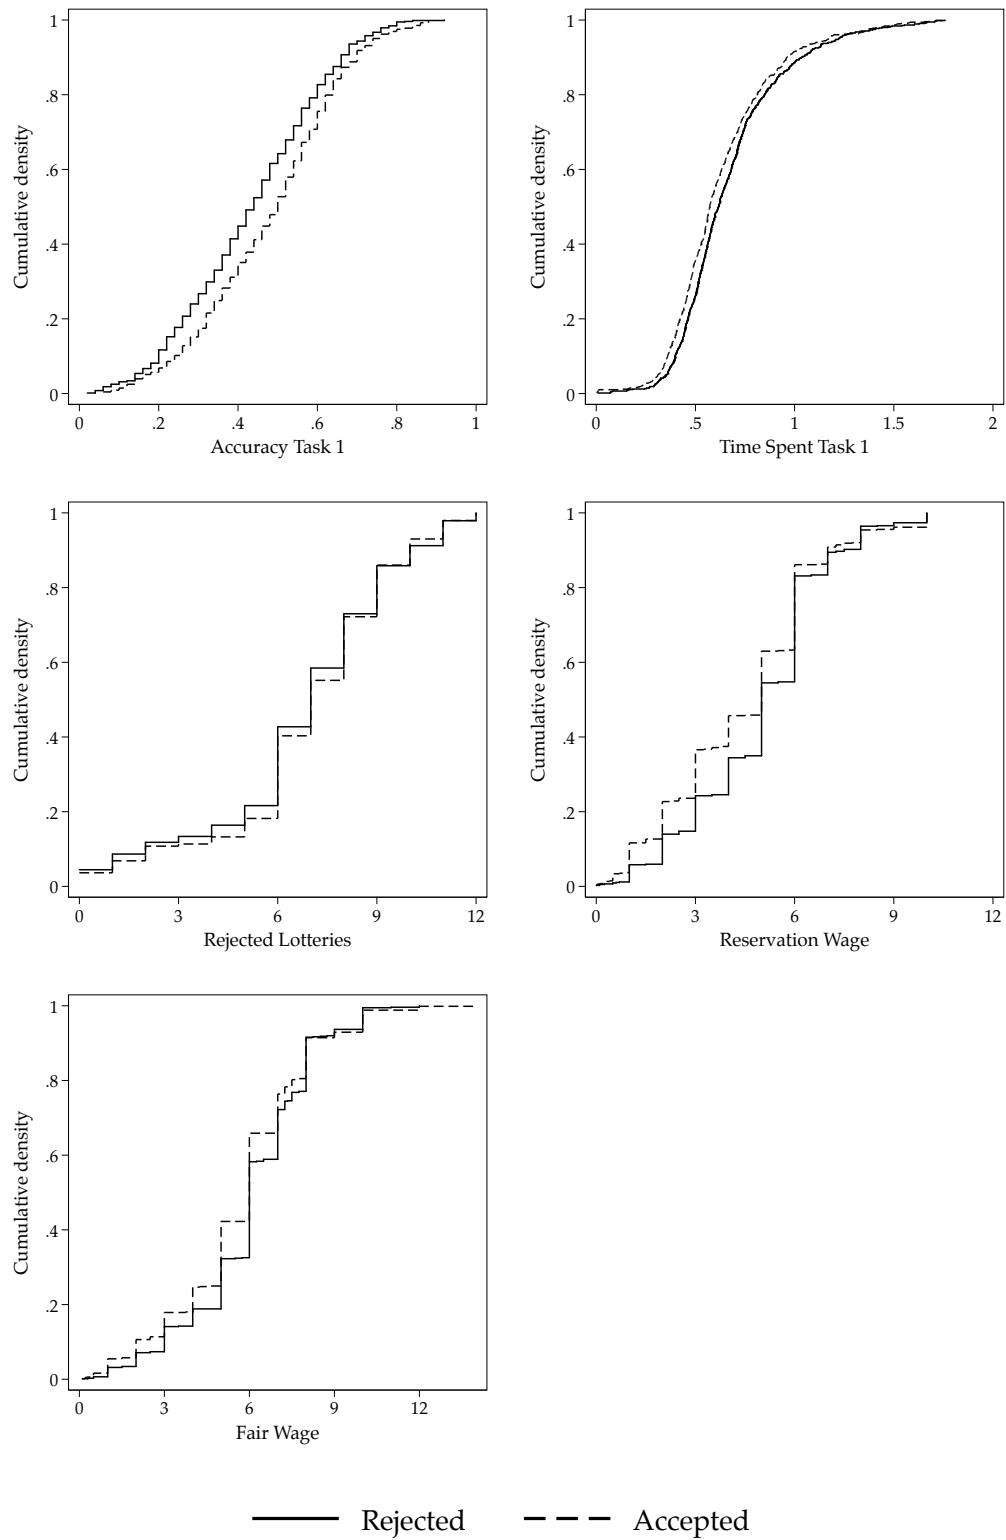 Cumulative density
1
.8
.6
.4
.2
0
0 .2 .4 .6 .8 1
Accuracy Task 1
Cumulative density
1
.8
.6
.4
.2
0
0 .5 1 1.5 2
Time Spent Task 1
Cumulative density
1
.8
.6
.4
.2
0
0 3 6 9 12
Rejected Lotteries
Cumulative density
1
.8
.6
.4
.2
0
0 3 6 9 12
Reservation Wage
Cumulative density
1
.8
.6
.4
.2
0
0 3 6 9 12
Fair Wage
Rejected Accepted